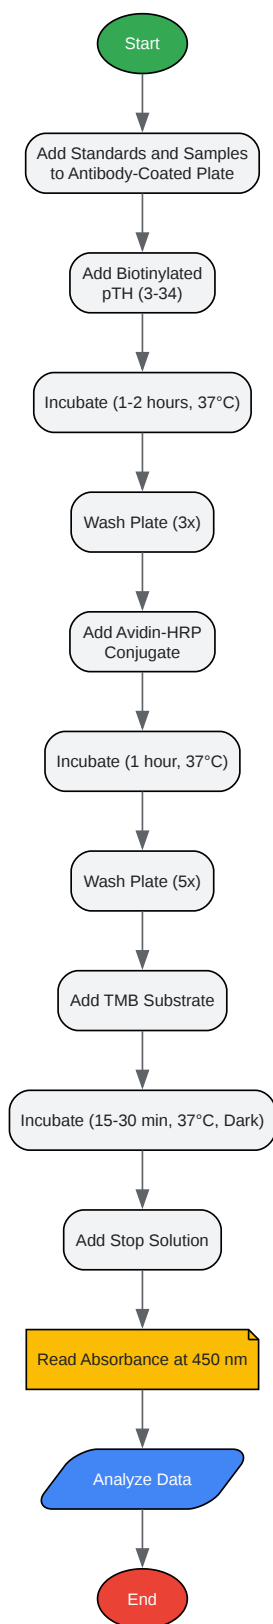 Start
Add Standards and Samples
to Antibody-Coated Plate
Add Biotinylated
pTH (3-34)
Incubate (1-2 hours, 37°C)
Wash Plate (3x)
Add Avidin-HRP
Conjugate
Incubate (1 hour, 37°C)
Wash Plate (5x)
Add TMB Substrate
Incubate (15-30 min, 37°C, Dark)
Add Stop Solution
Read Absorbance at 450 nm
Analyze Data
End